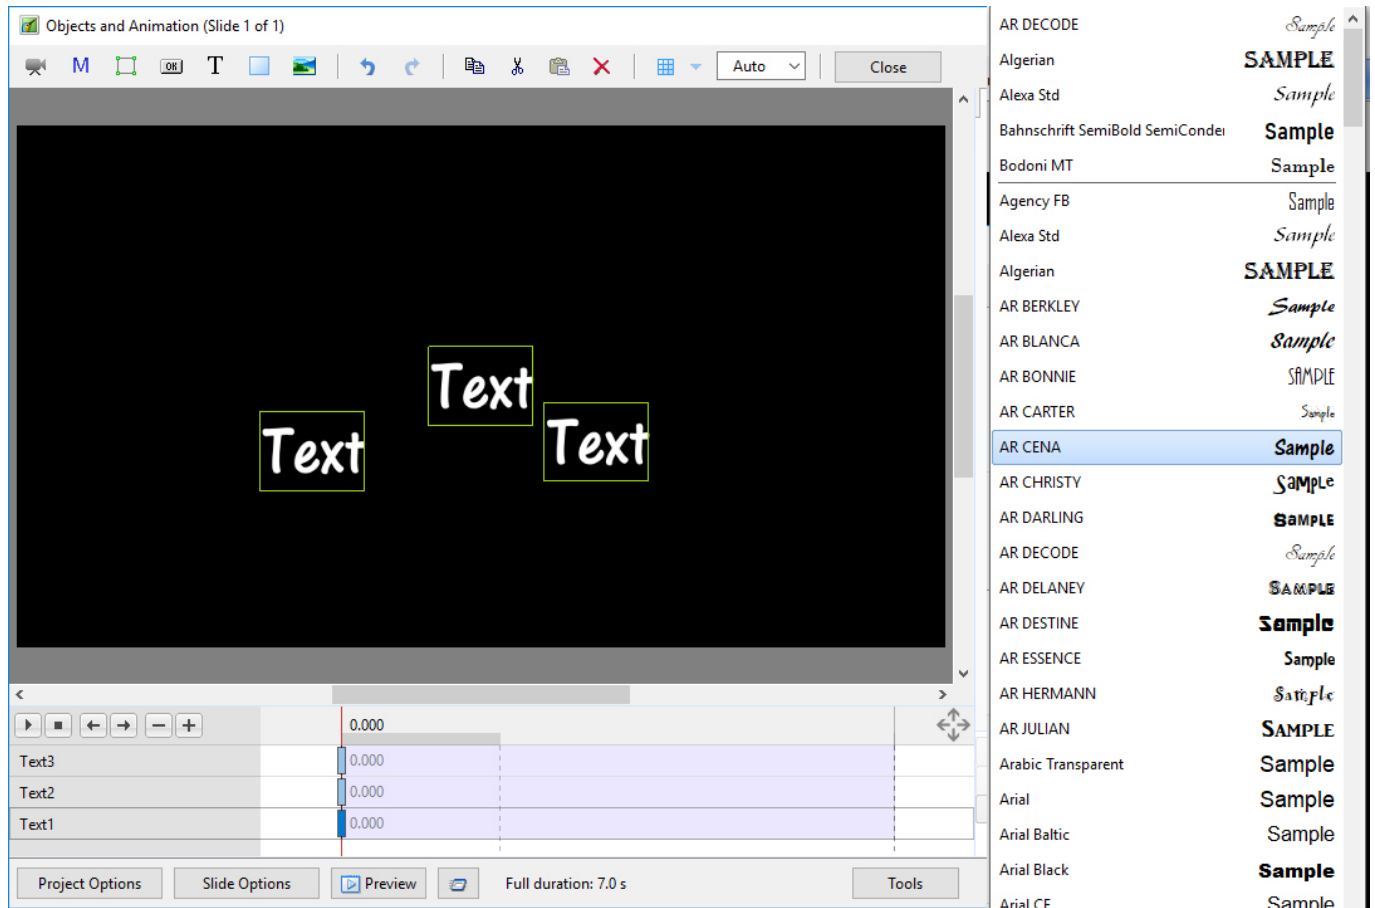 Objects and Animation (Slide 1 of 1)
M OK T Auto Close
Text
Text
Text
0.000
Text3 0.000
Text2 0.000
Text1 0.000
Project Options Slide Options Preview Full duration: 7.0 s Tools
AR DECODE Sample
Algerian SAMPLE
Alexa Std Sample
Bahnschrift SemiBold SemiConder Sample
Bodoni MT Sample
Agency FB Sample
Alexa Std Sample
Algerian SAMPLE
AR BERKLEY Sample
AR BLANCA Sample
AR BONNIE SAMPLE
AR CARTER Sample
AR CENA Sample
AR CHRISTY SaMpLe
AR DARLING SaMPLE
AR DECODE Sample
AR DELANEY SAMPLE
AR DESTINE Sample
AR ESSENCE Sample
AR HERMANN Sample
AR JULIAN SAMPLE
Arabic Transparent Sample
Arial Sample
Arial Baltic Sample
Arial Black Sample
Arial CE Sample